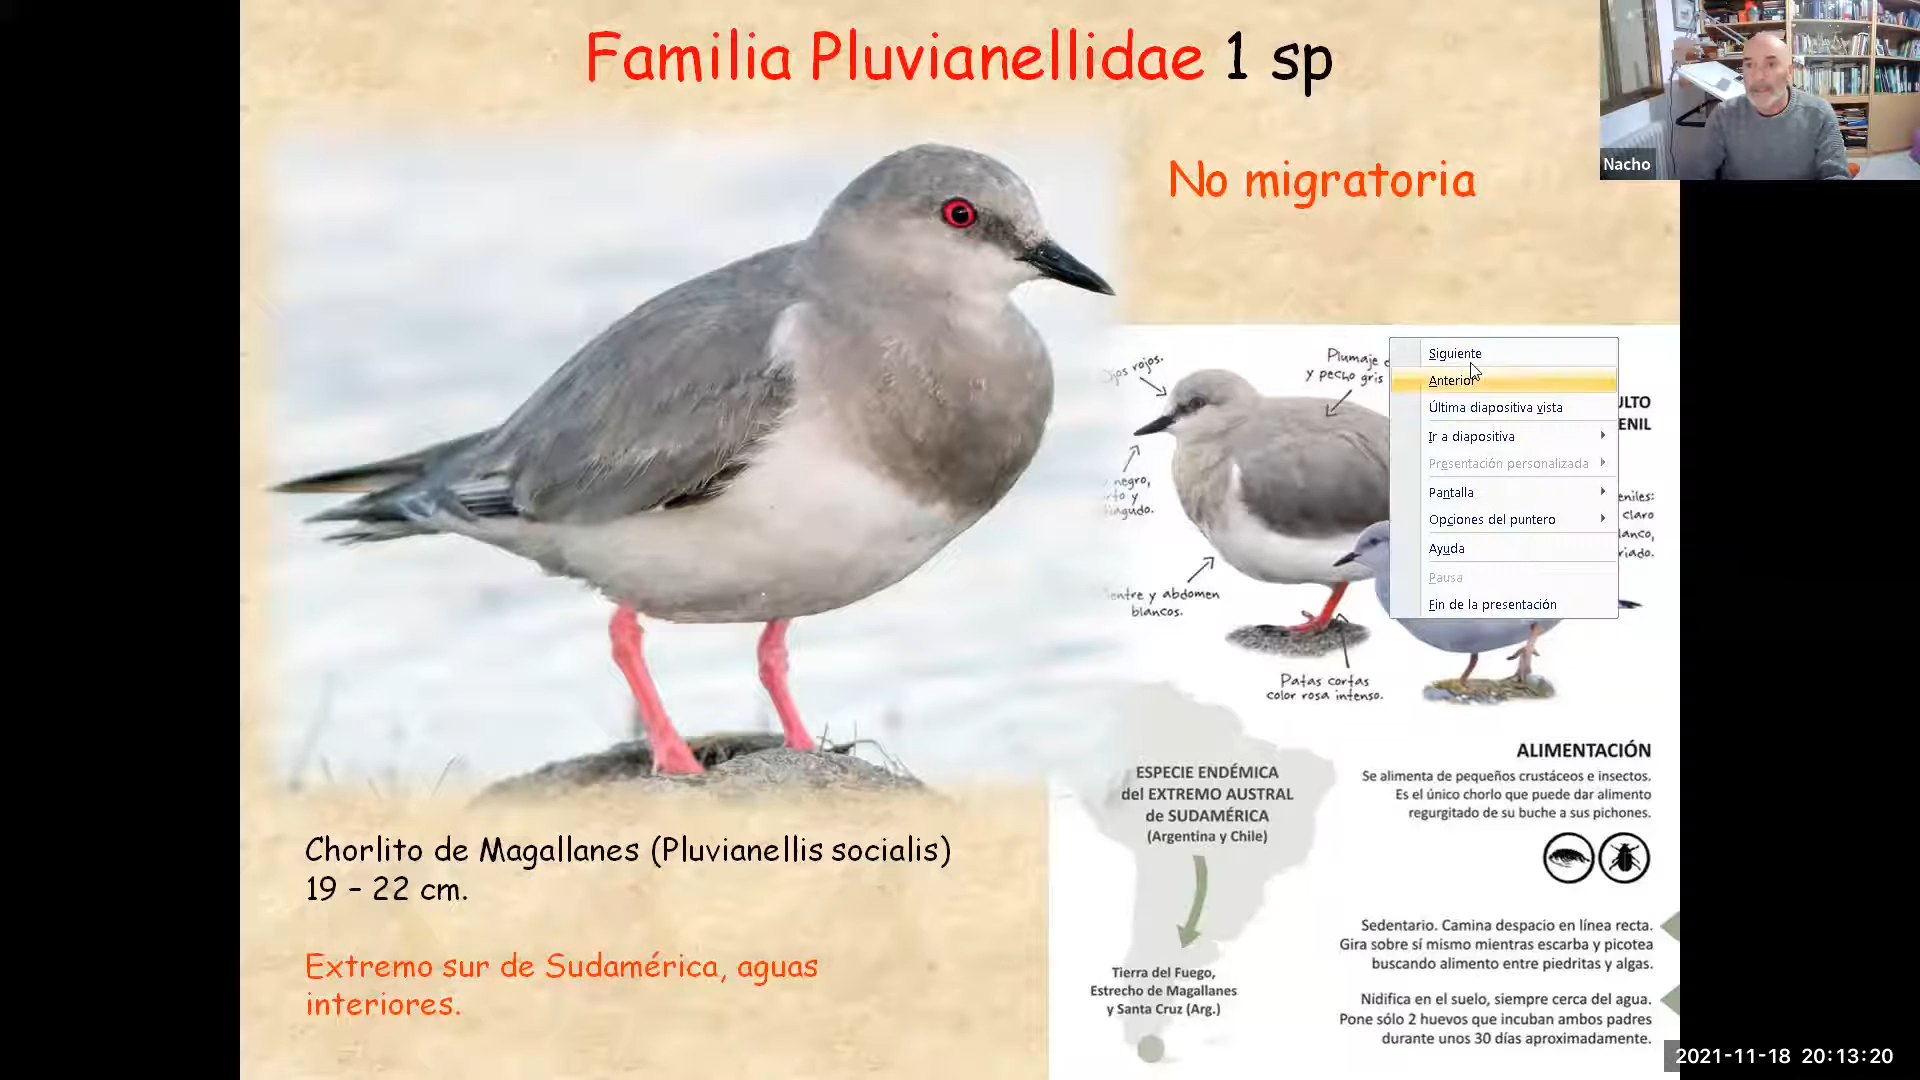 Familia Pluvianellidae 1 sp
Nacho
No migratoria
Ojos rojos.
Plumaje
y pecho gris
Siguiente
Anterior
Última diapositiva vista
Ir a diapositiva
Presentación personalizada
Pantalla
Opciones del puntero
Ayuda
Pausa
Fin de la presentación
negro,
y
claro
Patas cortas
color rosa intenso.
y abdomen
blancos.
ESPECIE ENDÉMICA
del EXTREMO AUSTRAL
de SUDAMÉRICA
(Argentina y Chile)
Tierra del Fuego,
Estrecho de Magallanes
y Santa Cruz (Arg.)
ALIMENTACIÓN
Se alimenta de pequeños crustáceos e insectos.
Es el único chorlo que puede dar alimento
regurgitado de su buche a sus pichones.
Sedentario. Camina despacio en línea recta.
Gira sobre sí mismo mientras escarba y picotea
buscando alimento entre piedritas y algas.
Nidifica en el suelo, siempre cerca del agua.
Pone sólo 2 huevos que incuban ambos padres
durante unos 30 días aproximadamente.
Chorlito de Magallanes (Pluvianellis socialis)
19 - 22 cm.
Extremo sur de Sudamérica, aguas
interiores.
2021-11-18 20:13:20